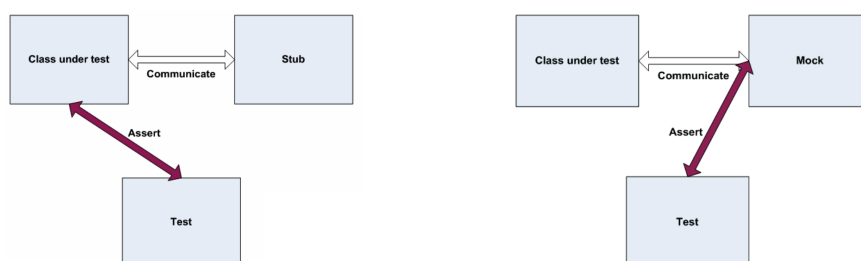 Class under test
Communicate
Stub
Assert
Test
Class under test
Communicate
Mock
Assert
Test